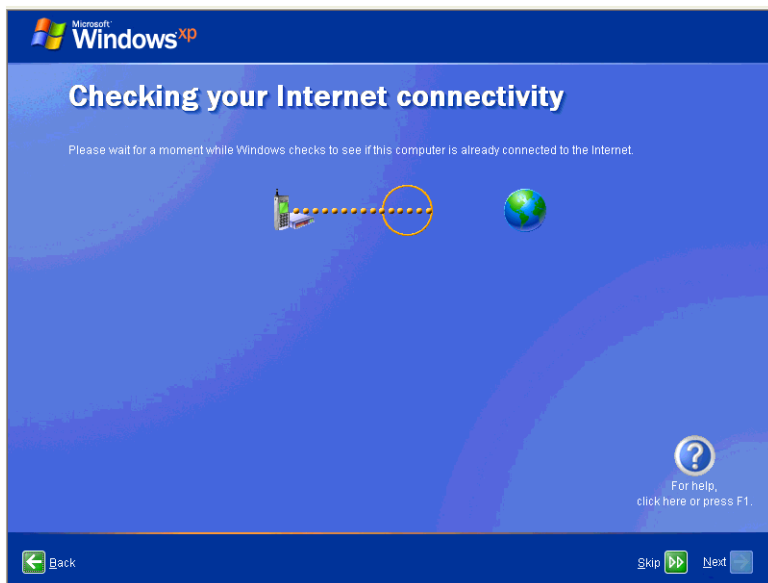 Microsoft
Windows xp
Checking your Internet connectivity
Please wait for a moment while Windows checks to see if this computer is already connected to the Internet.
?
For help,
click here or press F1.
Back
Skip
Next